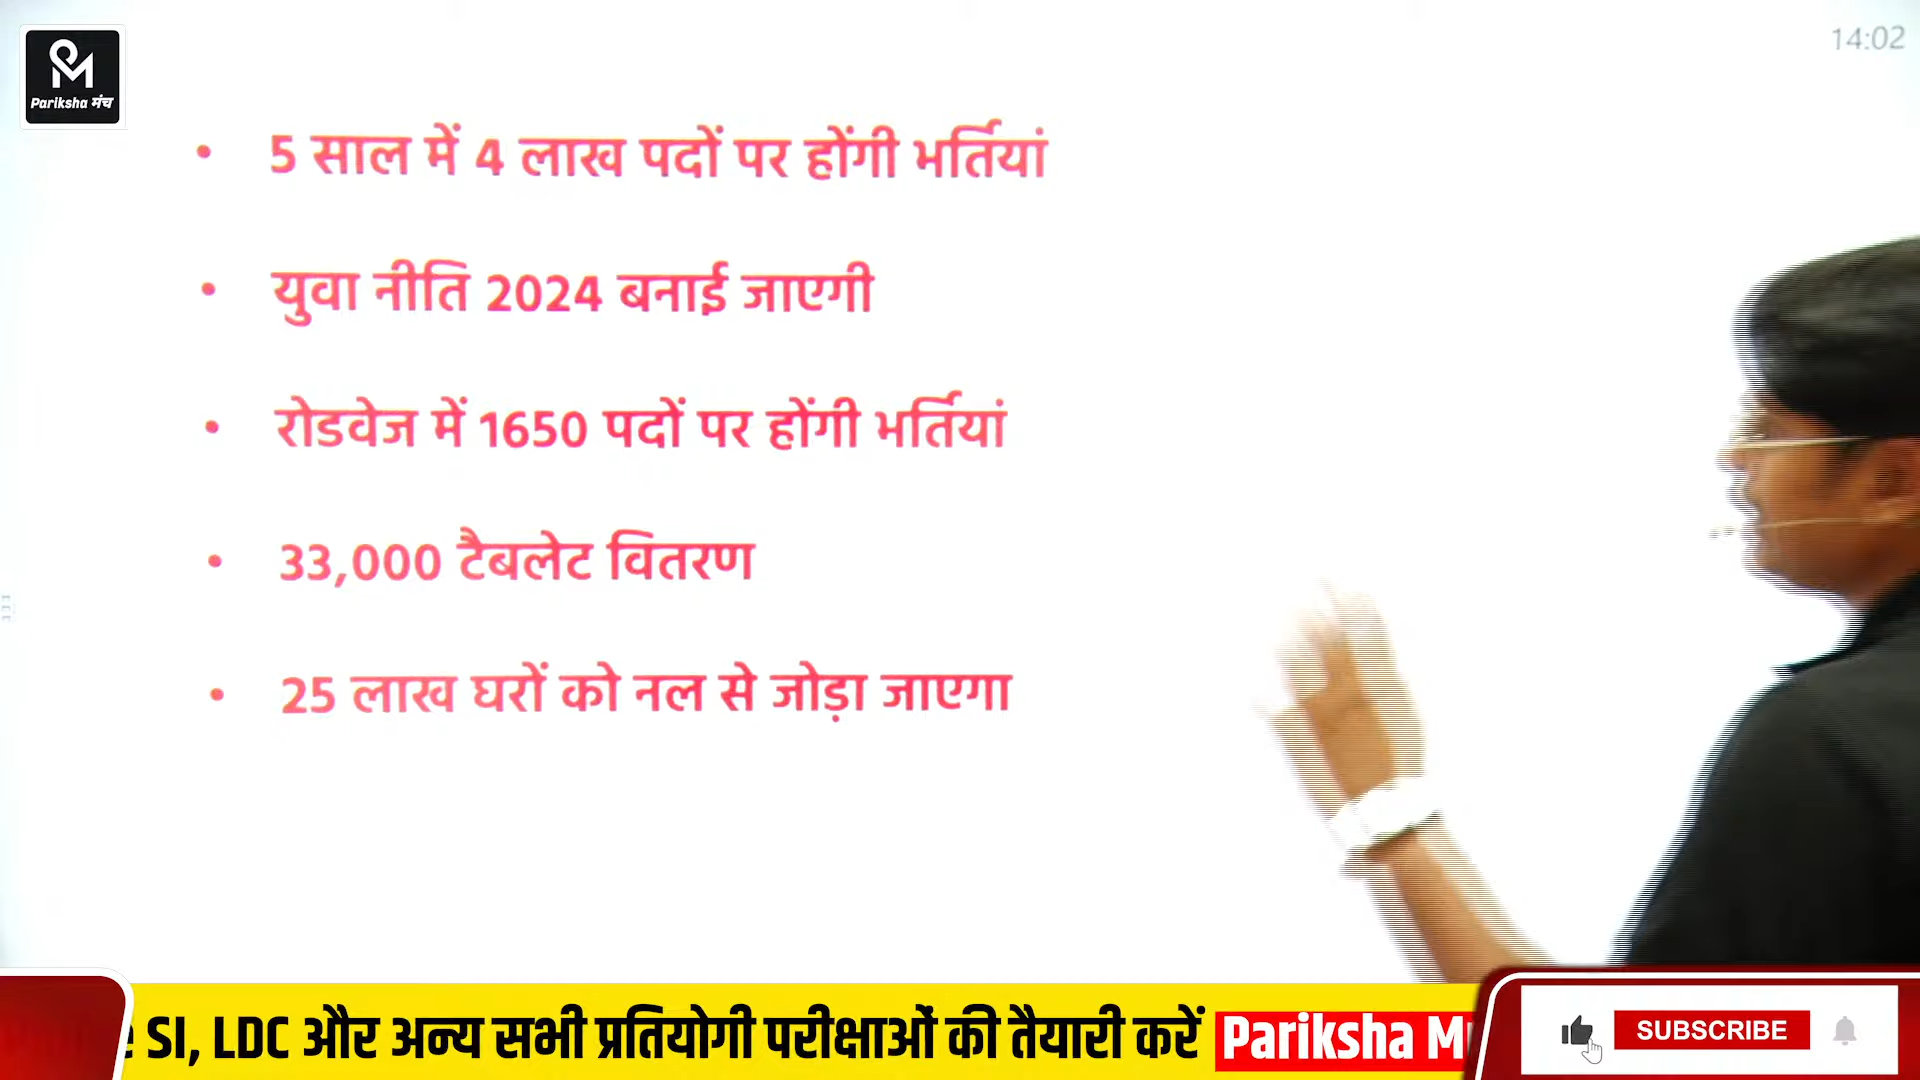 PM
Pariksha मंच
14:02
• 5 साल में 4 लाख पदों पर होंगी भर्तियां
• युवा नीति 2024 बनाई जाएगी
• रोडवेज में 1650 पदों पर होंगी भर्तियां
• 33,000 टैबलेट वितरण
• 25 लाख घरों को नल से जोड़ा जाएगा
SI, LDC और अन्य सभी प्रतियोगी परीक्षाओं की तैयारी करें Pariksha
SUBSCRIBE